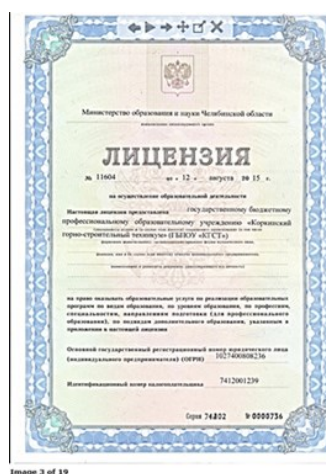 Министерство образования и науки Челябинской области
ЛИЦЕНЗИЯ
№ 11604 от « 12 » августа 20 15 г.
на осуществление образовательной деятельности
Настоящая лицензия предоставлена государственному бюджетному
профессиональному образовательному учреждению «Коркинский
горно-строительный техникум» (ГБПОУ «КГСТ»)
на право оказывать образовательные услуги по реализации образовательных
программ по видам образования, по уровням образования, по профессиям,
специальностям, направлениям подготовки (для профессионального
образования), по подвидам дополнительного образования, указанным в
приложении к настоящей лицензии
Основной государственный регистрационный номер юридического лица
(индивидуального предпринимателя) (ОГРН) 1027400808236
Идентификационный номер налогоплательщика 7412001239
Серия 74Л02 № 0000736
Image 3 of 19